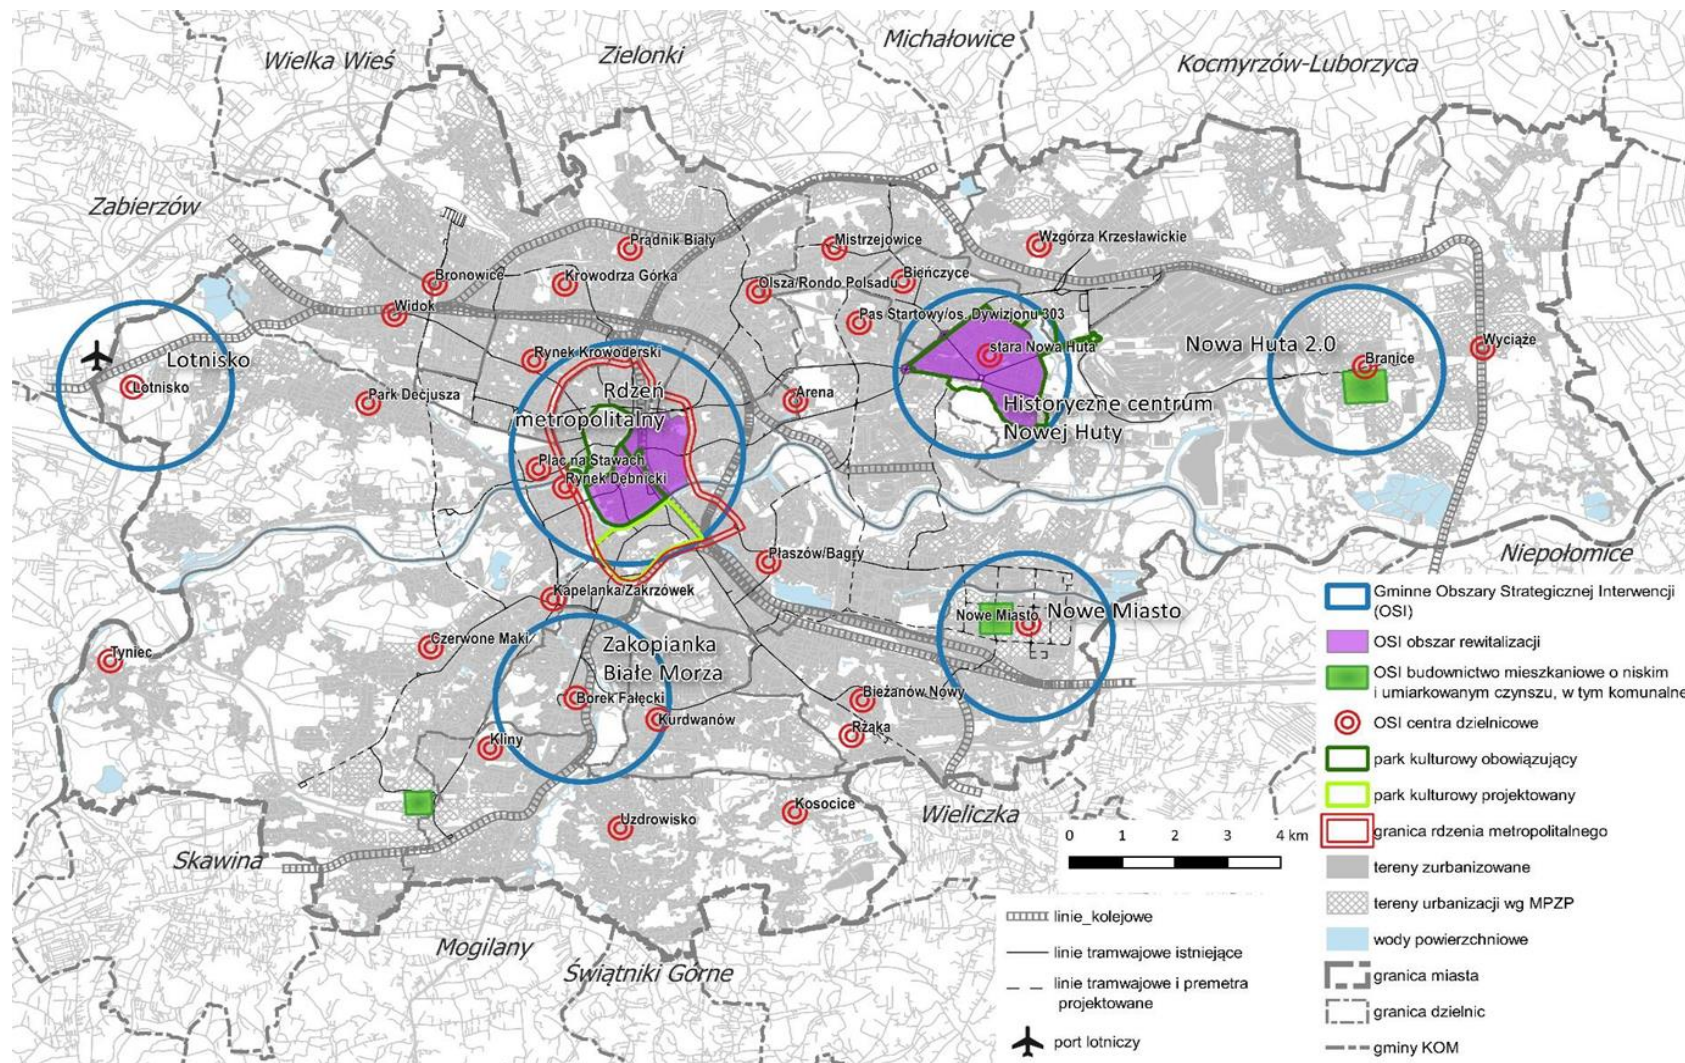 Wielka Wieś
Zielonki
Michałowice
Kocmyrzów-Luborzyca
Zabierzów
Prądnik Biały
Mistrzejowice
Wzgórza Krzesławickie
Bronowice
Krowodrza Górka
Olsza/Rondo Polsadu
Bieńczyce
Widok
Pas Startowy/os. Dywizjonu 303
Lotnisko
Lotnisko
Rynek Krowoderski
stara Nowa Huta
Nowa Huta 2.0
Branice
Wyciąże
Park Decjusza
Rdzeń
metropolitalny
Arena
Historyczne centrum
Nowej Huty
Plac na Stawach
Rynek Dębnicki
Płaszów/Bagry
Niepołomice
Kapelanka/Zakrzówek
Nowe Miasto
Nowe Miasto
Tyniec
Czerwone Maki
Zakopianka
Białe Morza
Borek Fałęcki
Kurdwanów
Bieżanów Nowy
Rżąka
Kliny
Uzdrowisko
Kosocice
Wieliczka
Skawina
Mogilany
Świątniki Górne
0 1 2 3 4 km
linie_kolejowe
linie tramwajowe istniejące
linie tramwajowe i premetra
projektowane
port lotniczy
Gminne Obszary Strategicznej Interwencji
(OSI)
OSI obszar rewitalizacji
OSI budownictwo mieszkaniowe o niskim
i umiarkowanym czynszu, w tym komunalne
OSI centra dzielnicowe
park kulturowy obowiązujący
park kulturowy projektowany
granica rdzenia metropolitalnego
tereny zurbanizowane
tereny urbanizacji wg MPZP
wody powierzchniowe
granica miasta
granica dzielnic
gminy KOM